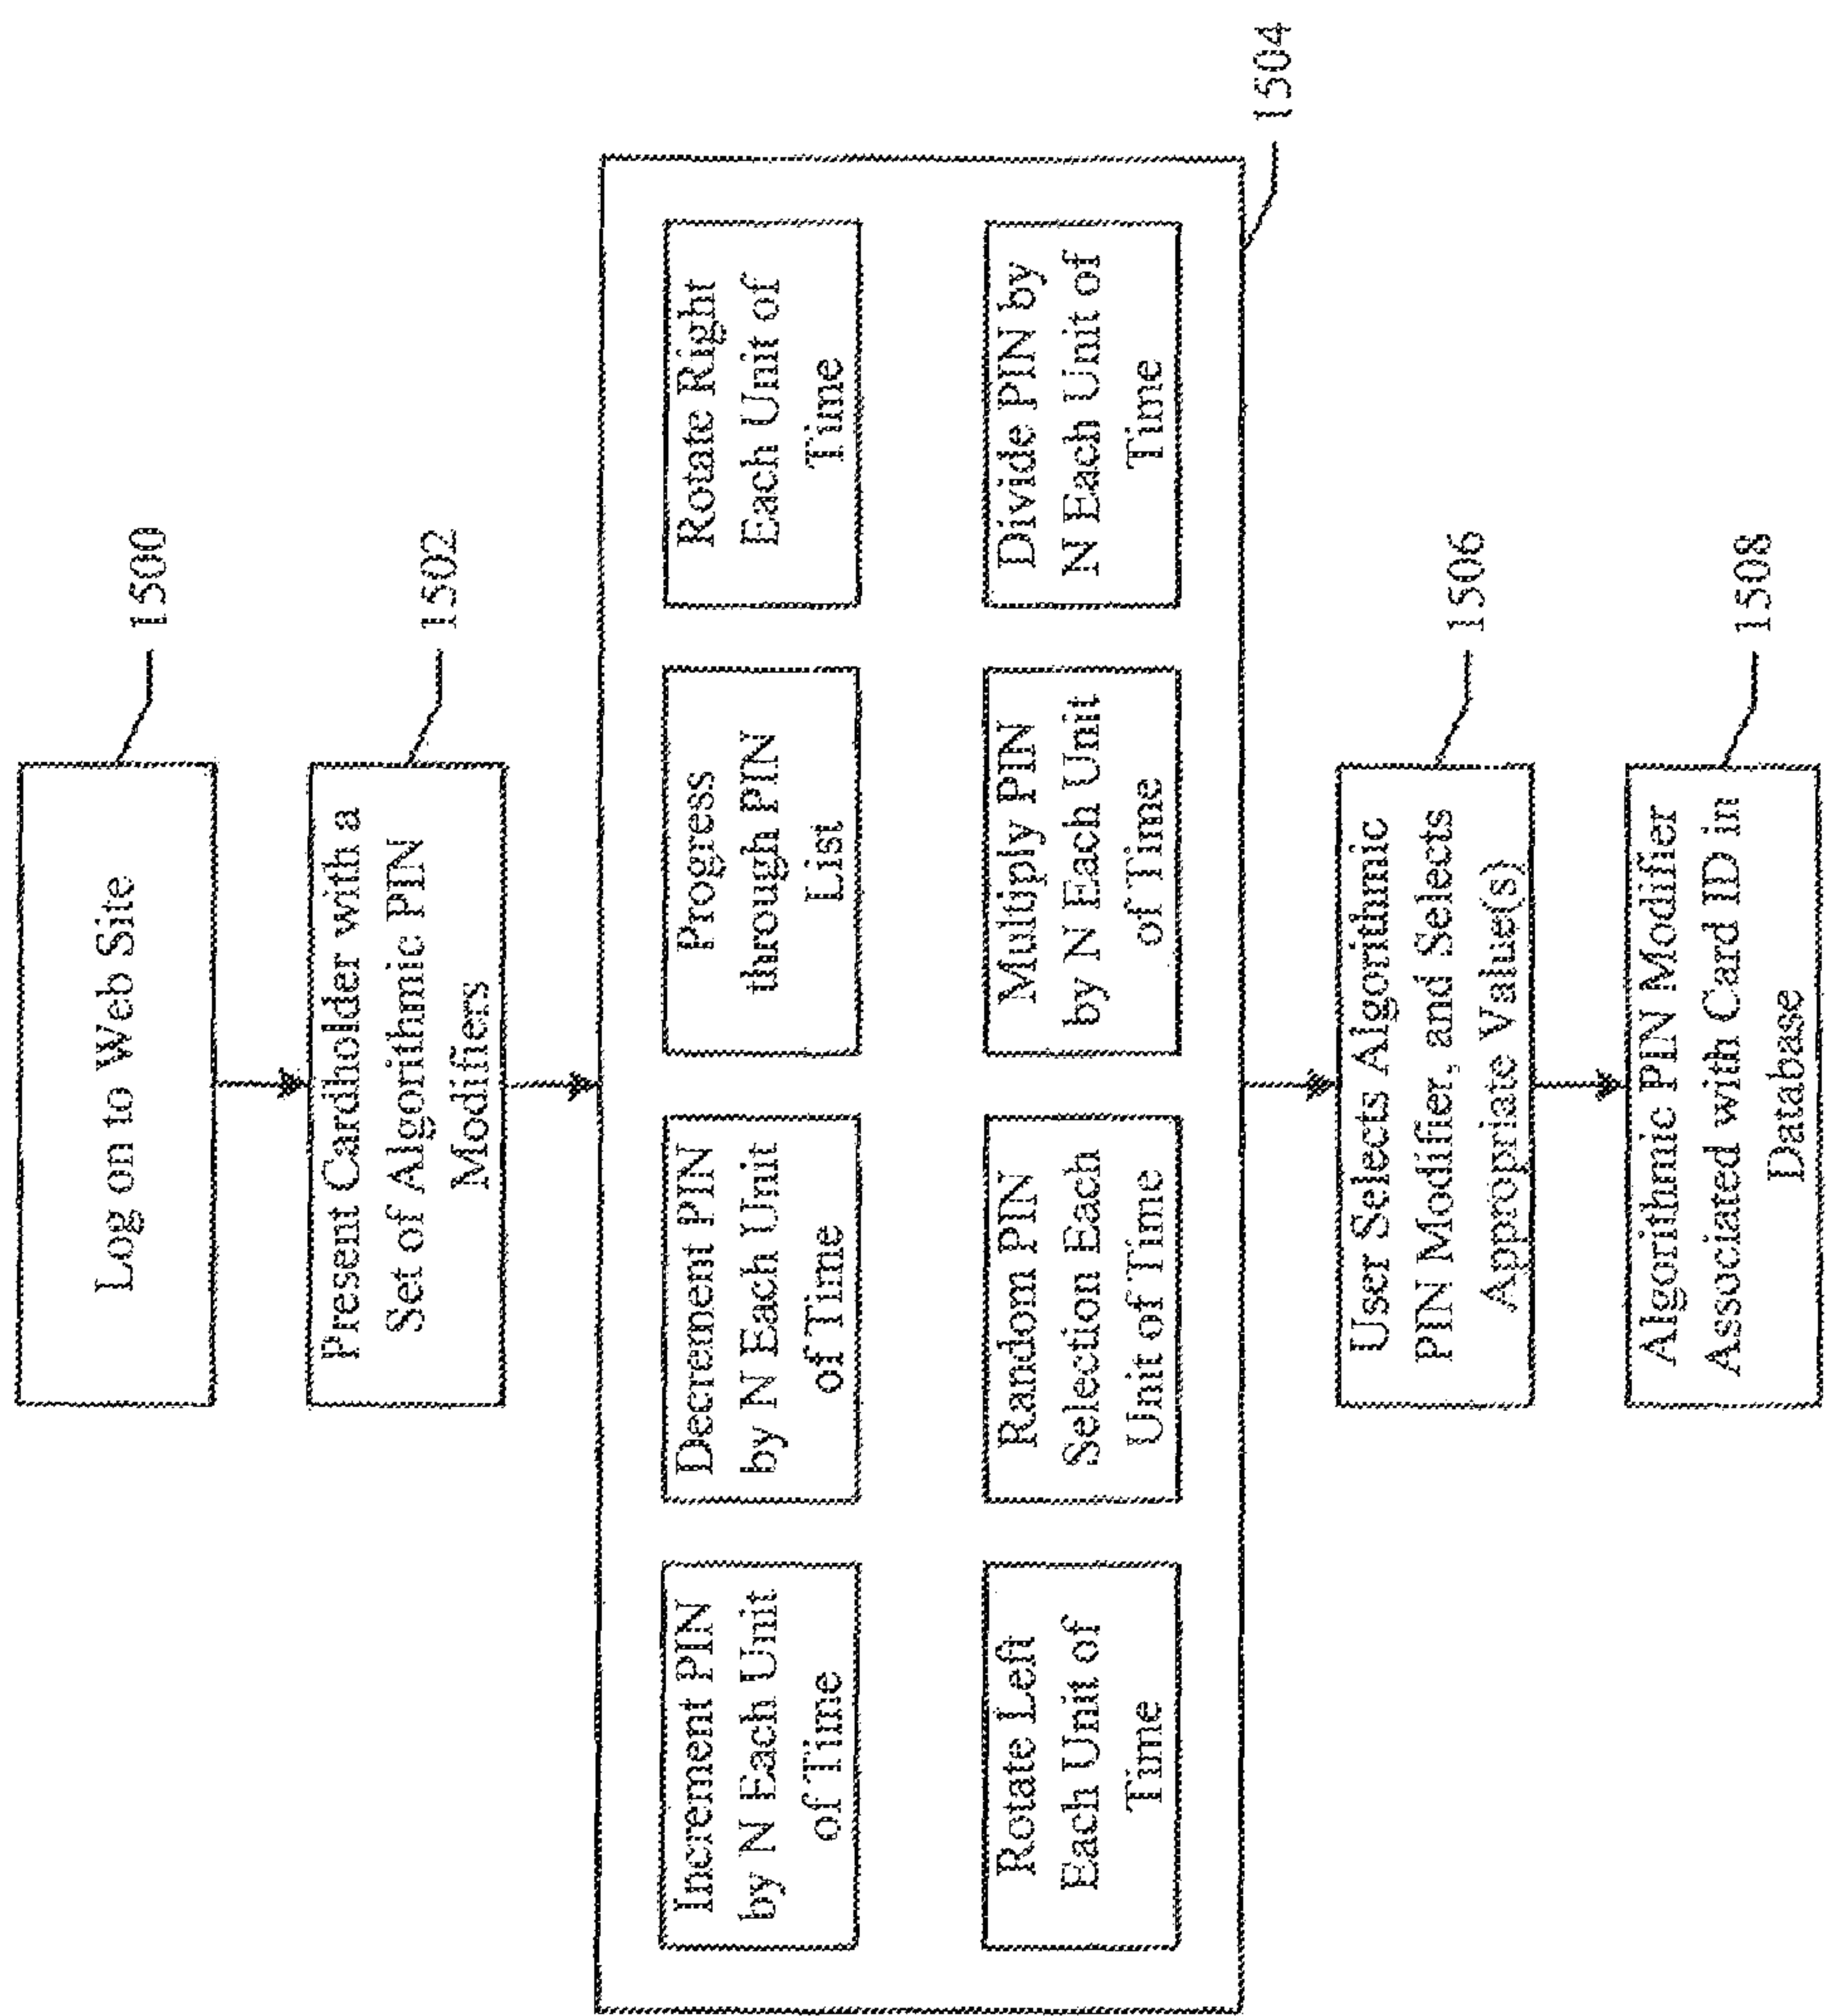 Log on to Web Site
1500
Present Cardholder with a
Set of Algorithmic PIN
Modifiers
1502
Increment PIN
by N Each Unit
of Time
Decrement PIN
by N Each Unit
of Time
Progress
through PIN
List
Rotate Right
Each Unit of
Time
Rotate Left
Each Unit of
Time
Random PIN
Selection Each
Unit of Time
Multiply PIN
by N Each Unit
of Time
Divide PIN by
N Each Unit of
Time
1504
User Selects Algorithmic
PIN Modifier, and Selects
Appropriate Value(s)
1506
Algorithmic PIN Modifier
Associated with Card ID in
Database
1508